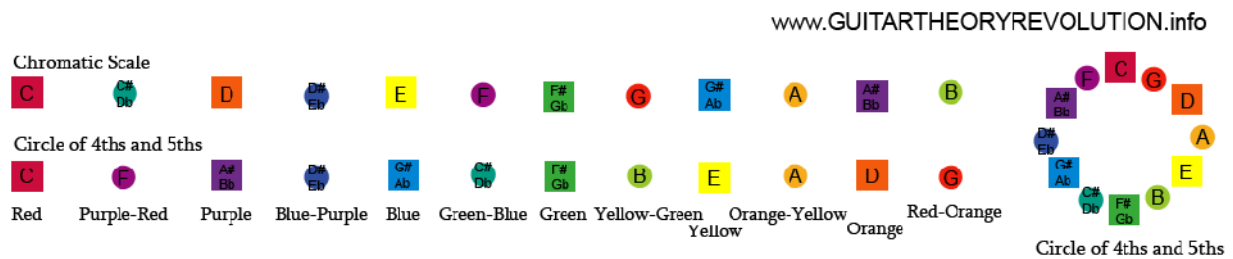 www.GUITARTHEORYREVOLUTION.info
Chromatic Scale
C C# Db D D# Eb E F F# Gb G G# Ab A A# Bb B
Circle of 4ths and 5ths
C F A# Bb D# Eb G# Ab C# Db F# Gb B E A D G
Red Purple-Red Purple Blue-Purple Blue Green-Blue Green Yellow-Green Yellow Orange-Yellow Orange Red-Orange
C G D A E B F# Gb C# Db G# Ab D# Eb A# Bb F
Circle of 4ths and 5ths